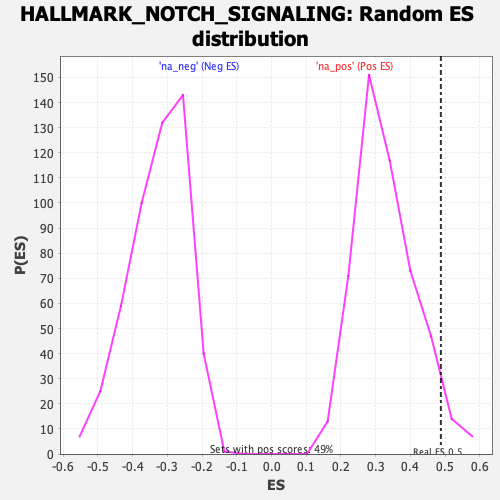 HALLMARK_NOTCH_SIGNALING: Random ES
distribution
'na_neg' (Neg ES) 'na_pos' (Pos ES)
P(ES)
150
140
130
120
110
100
90
80
70
60
50
40
30
20
10
0
Sets with pos scores: 49%
Real ES 0.5
-0.6 -0.5 -0.4 -0.3 -0.2 -0.1 0.0 0.1 0.2 0.3 0.4 0.5 0.6
ES